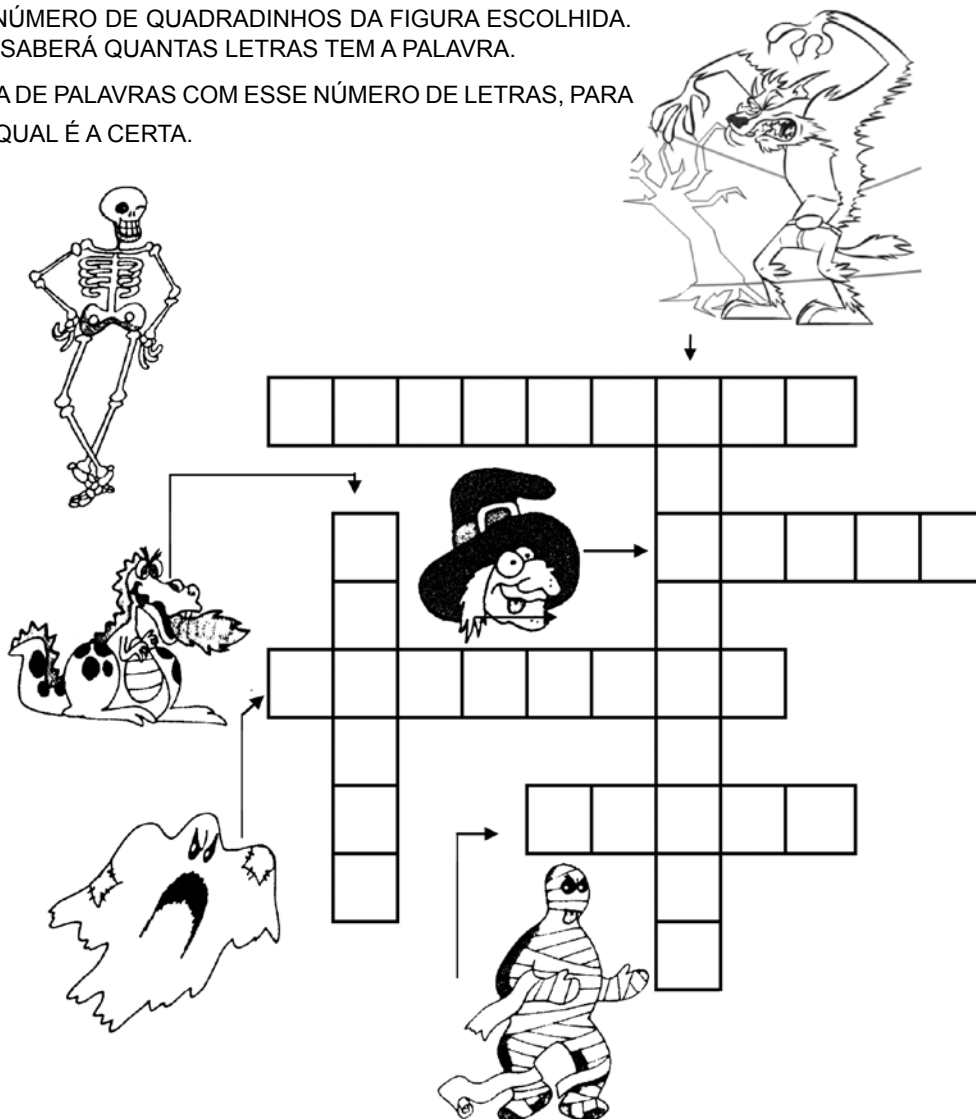 NÚMERO DE QUADRADINHOS DA FIGURA ESCOLHIDA.
SABERÁ QUANTAS LETRAS TEM A PALAVRA.
A DE PALAVRAS COM ESSE NÚMERO DE LETRAS, PARA
QUAL É A CERTA.